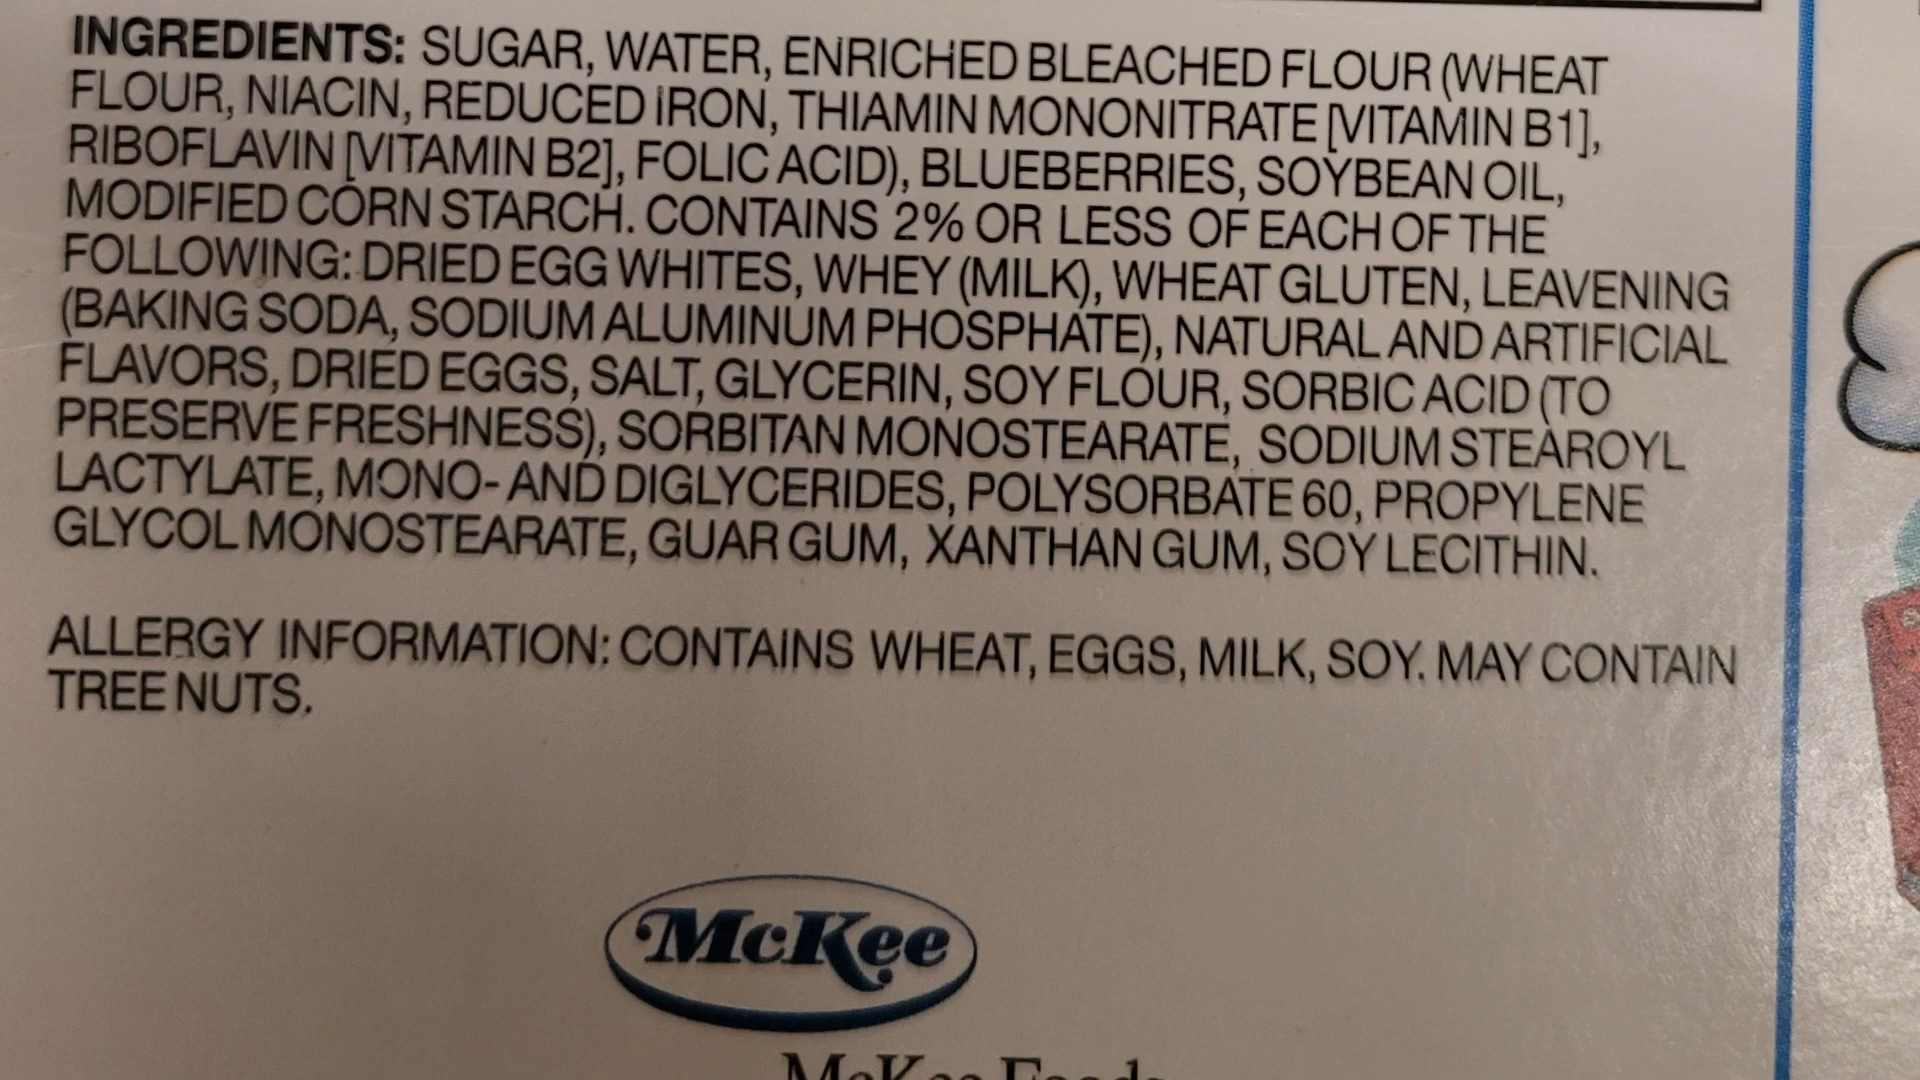 INGREDIENTS: SUGAR, WATER, ENRICHED BLEACHED FLOUR (WHEAT
FLOUR, NIACIN, REDUCED IRON, THIAMIN MONONITRATE [VITAMIN B1],
RIBOFLAVIN [VITAMIN B2], FOLIC ACID), BLUEBERRIES, SOYBEAN OIL,
MODIFIED CORN STARCH. CONTAINS 2% OR LESS OF EACH OF THE
FOLLOWING: DRIED EGG WHITES, WHEY (MILK), WHEAT GLUTEN, LEAVENING
(BAKING SODA, SODIUM ALUMINUM PHOSPHATE), NATURAL AND ARTIFICIAL
FLAVORS, DRIED EGGS, SALT, GLYCERIN, SOY FLOUR, SORBIC ACID (TO
PRESERVE FRESHNESS), SORBITAN MONOSTEARATE, SODIUM STEAROYL
LACTYLATE, MONO- AND DIGLYCERIDES, POLYSORBATE 60, PROPYLENE
GLYCOL MONOSTEARATE, GUAR GUM, XANTHAN GUM, SOY LECITHIN.
ALLERGY INFORMATION: CONTAINS WHEAT, EGGS, MILK, SOY. MAY CONTAIN
TREE NUTS.
McKee
McKee Foods